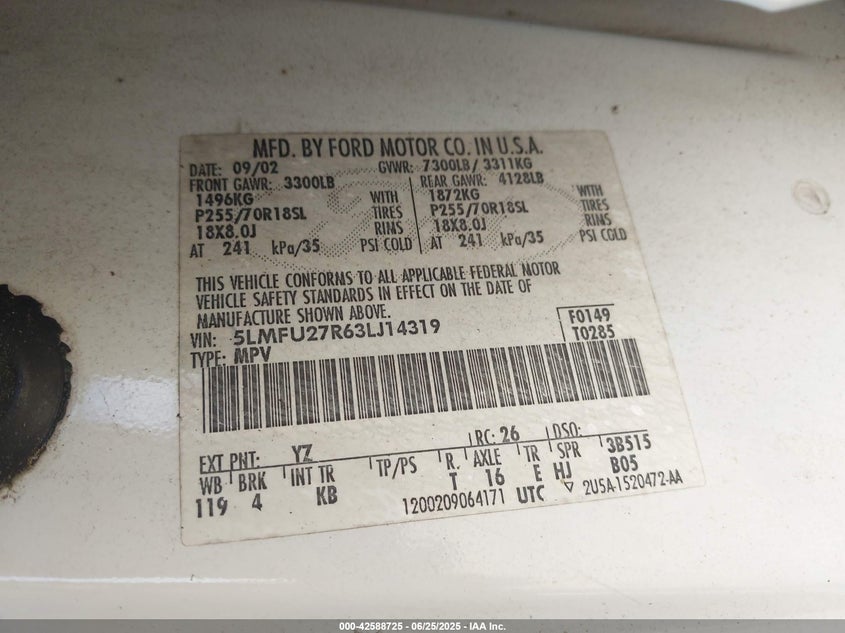 MFD. BY FORD MOTOR CO. IN U.S.A.
DATE: 09/02 GVWR: 7300LB/ 3311KG
FRONT GAWR: 3300LB REAR GAWR: 4128LB
1496KG WITH 1872KG WITH
P255/70R18SL TIRES P255/70R18SL TIRES
18X8.0J RIMS 18X8.0J RIMS
AT 241 kPa/35 PSI COLD AT 241 kPa/35 PSI COLD
THIS VEHICLE CONFORMS TO ALL APPLICABLE FEDERAL MOTOR
VEHICLE SAFETY STANDARDS IN EFFECT ON THE DATE OF
MANUFACTURE SHOWN ABOVE.
VIN: 5LMFU27R63LJ14319 F0149
TYPE: MPV T0285
EXT PNT: YZ RC: 26 DSO:
WB BRK INT TR TP/PS R. AXLE TR SPR 3B515
119 4 KB T 16 E HJ B05
1200209064171 UTC 2U5A-1520472-AA
000-42588725 - 06/25/2025 - IAA Inc.